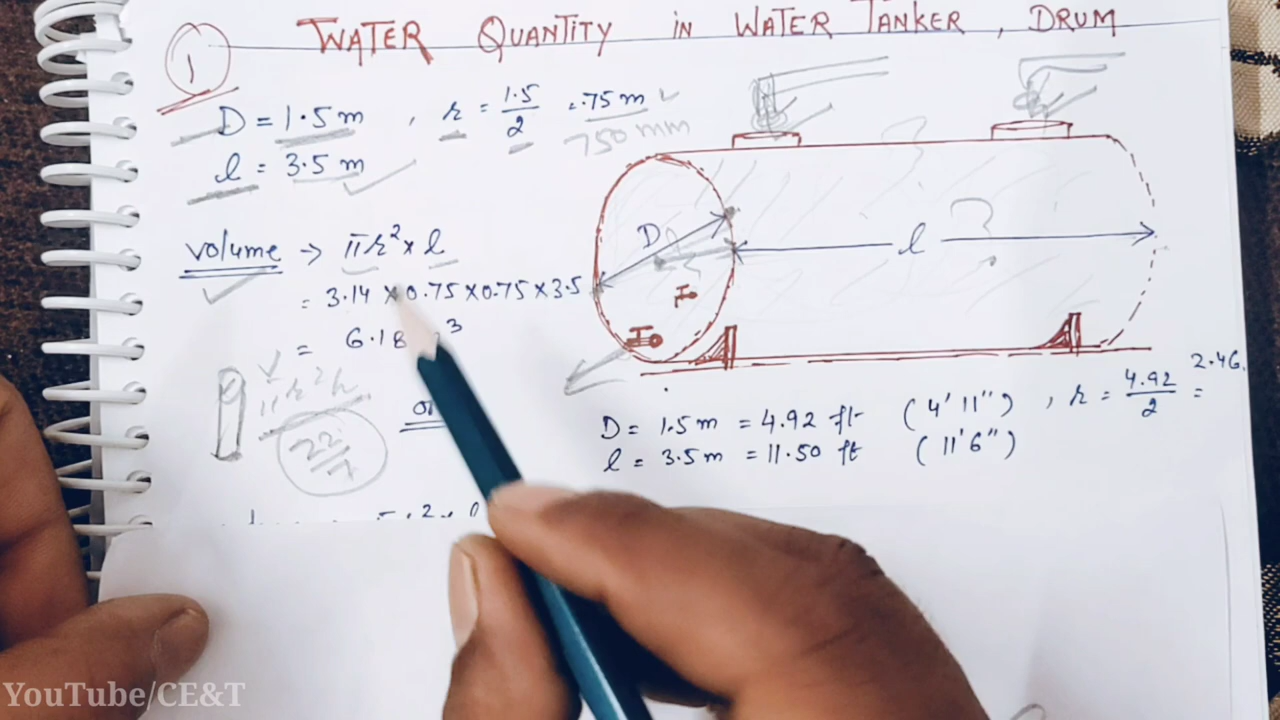 WATER QUANTITY IN WATER TANKER, DRUM
1
D = 1.5 m , r = 1.5/2 = .75 m
750 mm
l = 3.5 m
volume → πr² × l
= 3.14 × 0.75 × 0.75 × 3.5
= 6.18 3
πr²h
22/7
or
D
l
D = 1.5 m = 4.92 ft (4' 11") , r = 4.92/2 = 2.46
l = 3.5 m = 11.50 ft (11' 6")
YouTube/CE&T